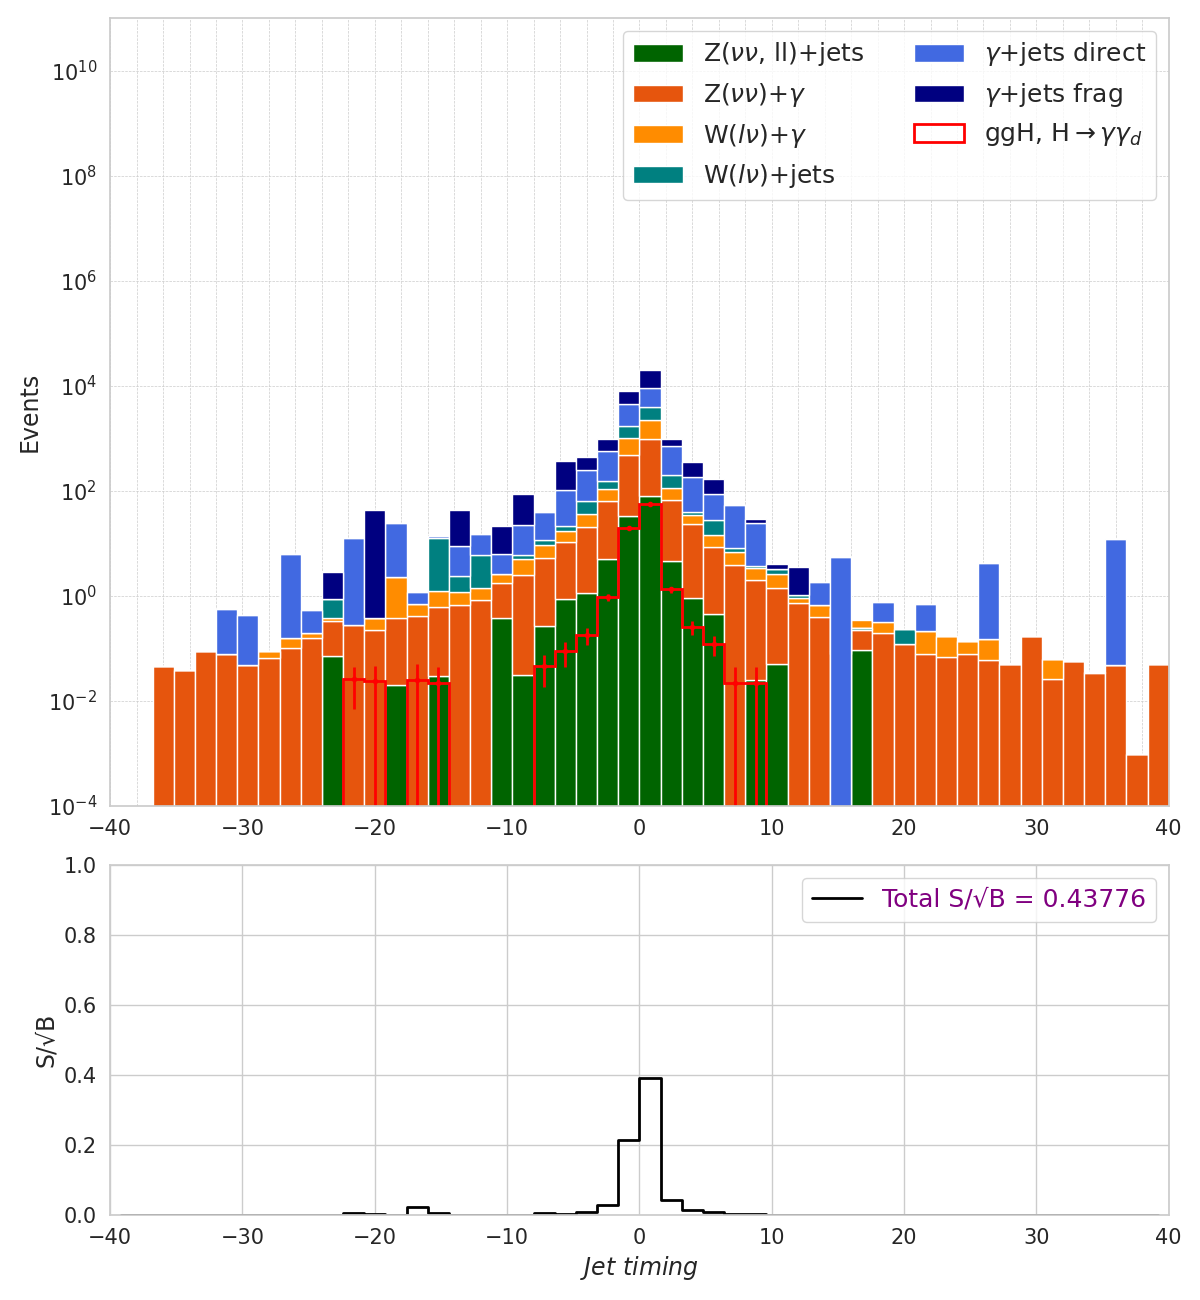 Z(νν, ll)+jets
Z(νν)+γ
W(lν)+γ
W(lν)+jets
γ+jets direct
γ+jets frag
ggH, H→γγ_d
Events
10^10
10^8
10^6
10^4
10^2
10^0
10^−2
10^−4
−40 −30 −20 −10 0 10 20 30 40
Total S/√B = 0.43776
S/√B
1.0
0.8
0.6
0.4
0.2
0.0
−40 −30 −20 −10 0 10 20 30 40
Jet timing